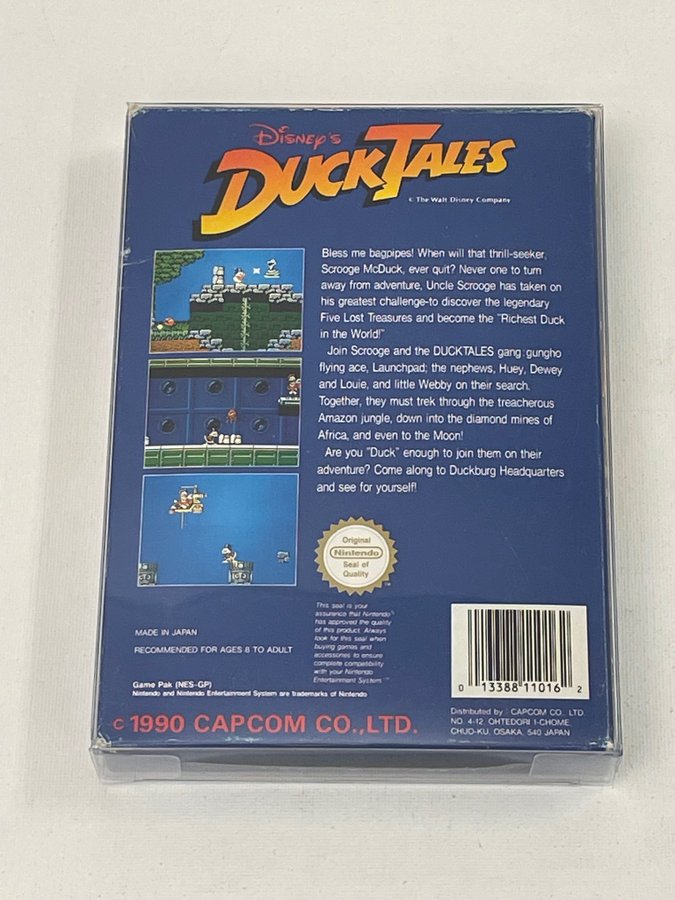 Disney's
DUCKTALES
© The Walt Disney Company
Bless me bagpipes! When will that thrill-seeker,
Scrooge McDuck, ever quit? Never one to turn
away from adventure, Uncle Scrooge has taken on
his greatest challenge-to discover the legendary
Five Lost Treasures and become the "Richest Duck
in the World!"
Join Scrooge and the DUCKTALES gang: gungho
flying ace, Launchpad; the nephews, Huey, Dewey
and Louie, and little Webby on their search.
Together, they must trek through the treacherous
Amazon jungle, down into the diamond mines of
Africa, and even to the Moon!
Are you "Duck" enough to join them on their
adventure? Come along to Duckburg Headquarters
and see for yourself!
Original
Nintendo
Seal of
Quality
This seal is your
assurance that Nintendo®
has approved the quality
of this product. Always
look for this seal when
buying games and
accessories to ensure
complete compatibility
with your Nintendo
Entertainment System.™
MADE IN JAPAN
RECOMMENDED FOR AGES 8 TO ADULT
Game Pak (NES-GP)
Nintendo and Nintendo Entertainment System are trademarks of Nintendo
© 1990 CAPCOM CO.,LTD.
0 13388 11016 2
Distributed by : CAPCOM CO., LTD.
NO. 4-12, OHTEDORI 1-CHOME,
CHUO-KU, OSAKA, 540 JAPAN